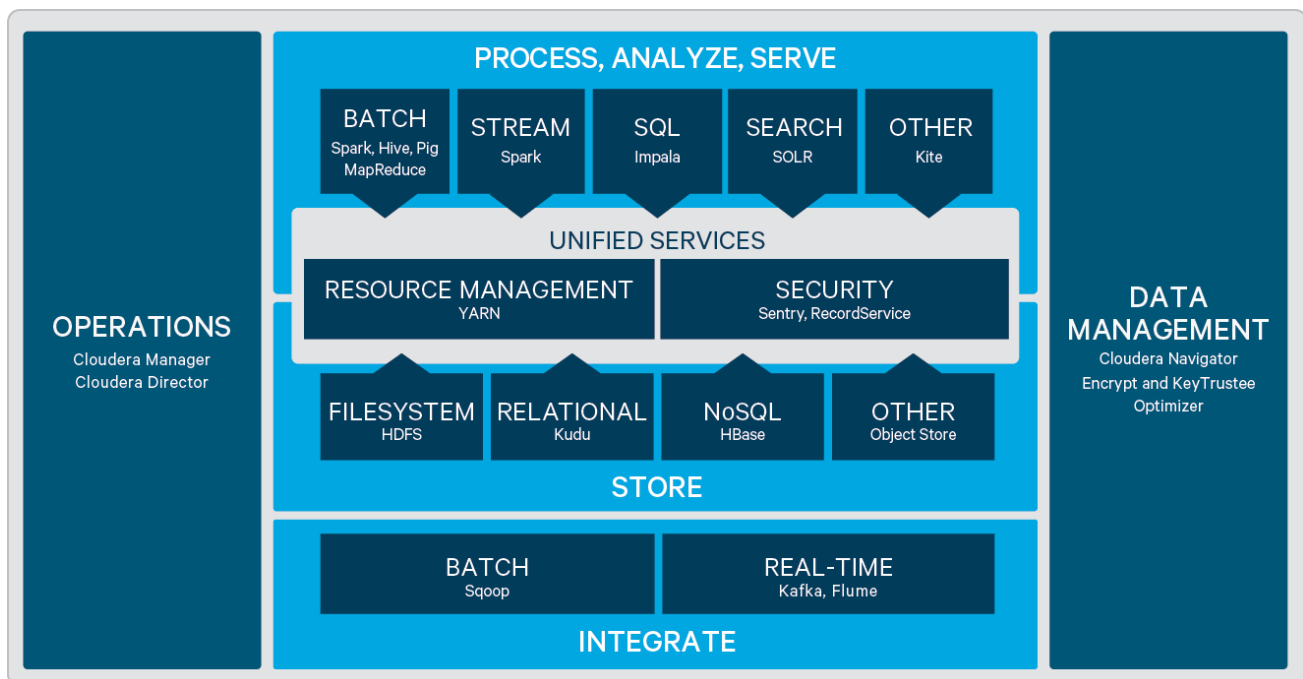 PROCESS, ANALYZE, SERVE
BATCH
Spark, Hive, Pig
MapReduce
STREAM
Spark
SQL
Impala
SEARCH
SOLR
OTHER
Kite
UNIFIED SERVICES
RESOURCE MANAGEMENT
YARN
SECURITY
Sentry, RecordService
OPERATIONS
Cloudera Manager
Cloudera Director
DATA
MANAGEMENT
Cloudera Navigator
Encrypt and KeyTrustee
Optimizer
FILESYSTEM
HDFS
RELATIONAL
Kudu
NoSQL
HBase
OTHER
Object Store
STORE
BATCH
Sqoop
REAL-TIME
Kafka, Flume
INTEGRATE